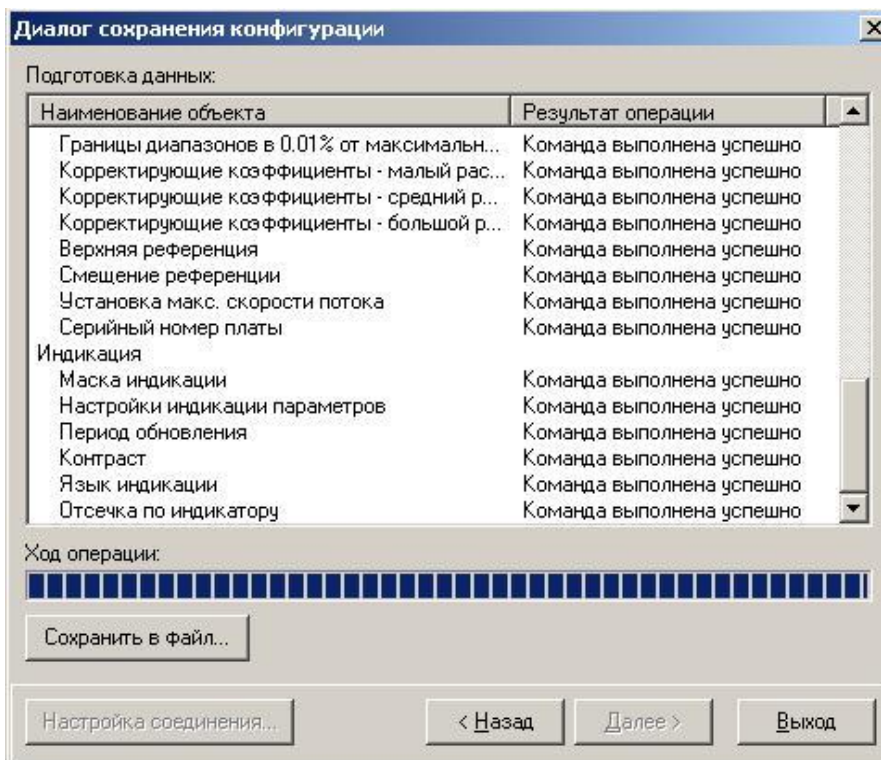 Диалог сохранения конфигурации
Подготовка данных:
Наименование объекта Результат операции
Границы диапазонов в 0.01% от максимальн... Команда выполнена успешно
Корректирующие коэффициенты - малый рас... Команда выполнена успешно
Корректирующие коэффициенты - средний р... Команда выполнена успешно
Корректирующие коэффициенты - большой р... Команда выполнена успешно
Верхняя референция Команда выполнена успешно
Смещение референции Команда выполнена успешно
Установка макс. скорости потока Команда выполнена успешно
Серийный номер платы Команда выполнена успешно
Индикация
Маска индикации Команда выполнена успешно
Настройки индикации параметров Команда выполнена успешно
Период обновления Команда выполнена успешно
Контраст Команда выполнена успешно
Язык индикации Команда выполнена успешно
Отсечка по индикатору Команда выполнена успешно
Ход операции:
Сохранить в файл...
Настройка соединения... < Назад Далее > Выход